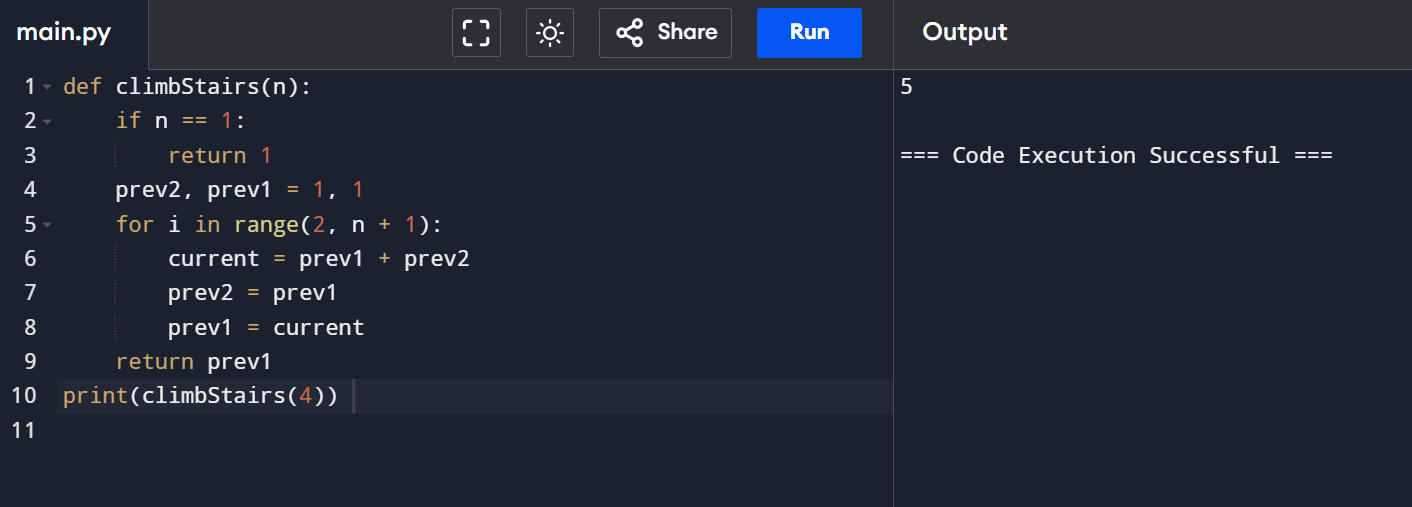 main.py
Share
Run
Output
1 def climbStairs(n):
2     if n == 1:
3         return 1
4     prev2, prev1 = 1, 1
5     for i in range(2, n + 1):
6         current = prev1 + prev2
7         prev2 = prev1
8         prev1 = current
9     return prev1
10 print(climbStairs(4))
11
5
=== Code Execution Successful ===